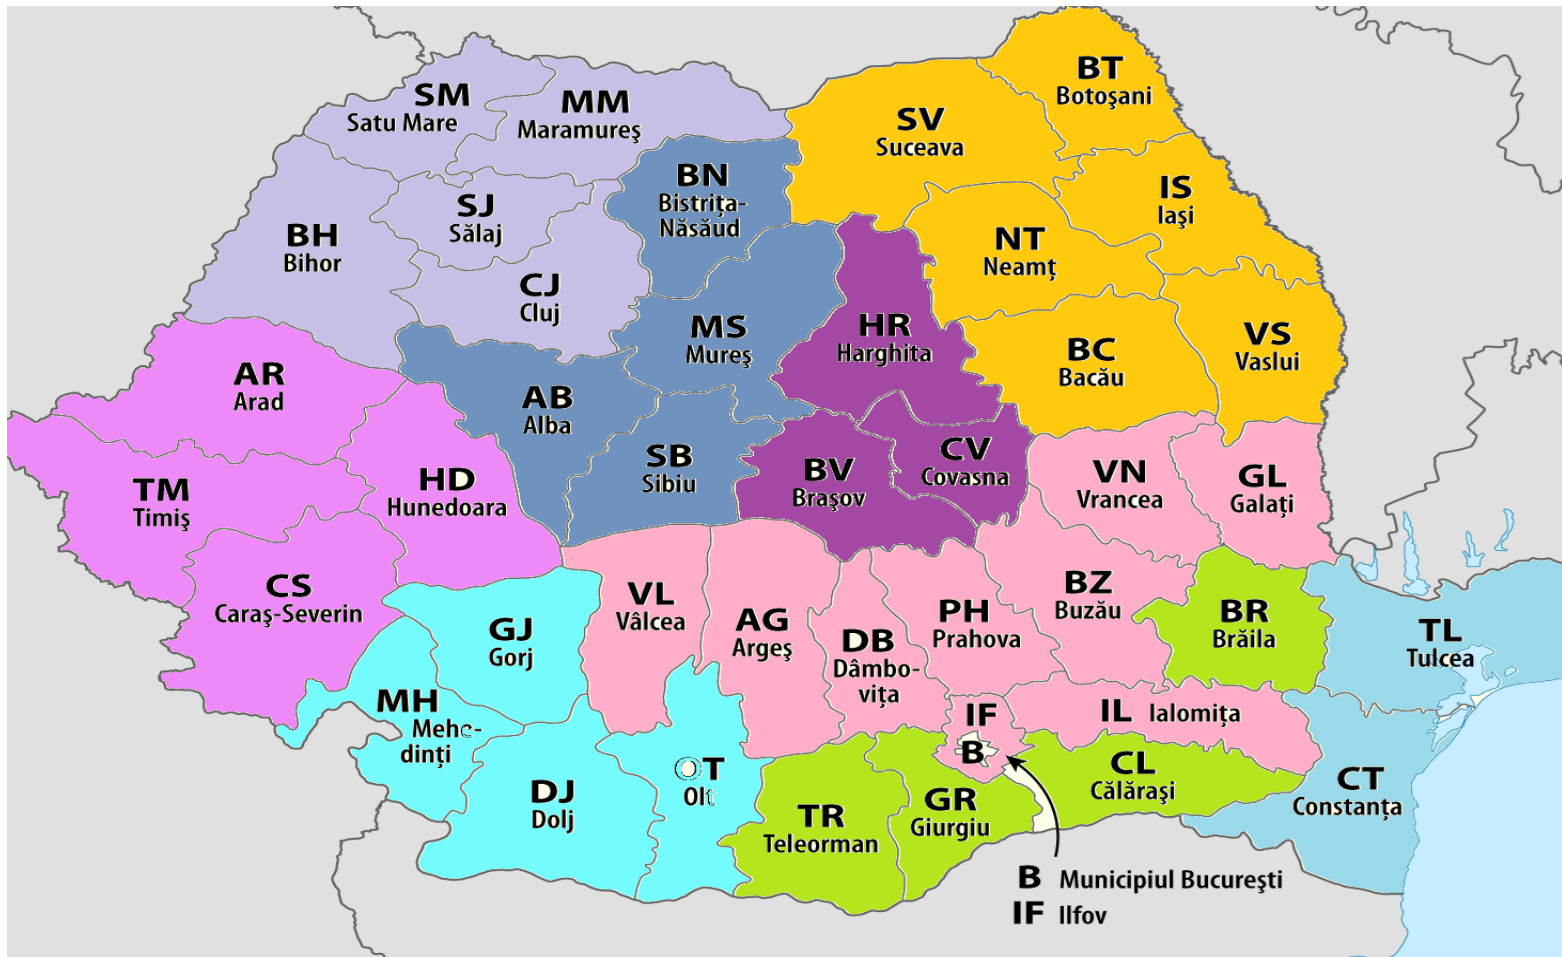 BT
Botoşani
SM
Satu Mare
MM
Maramureş
SV
Suceava
BN
Bistriţa-
Năsăud
IS
Iaşi
SJ
Sălaj
BH
Bihor
NT
Neamţ
CJ
Cluj
MS
Mureş
HR
Harghita
VS
Vaslui
BC
Bacău
AR
Arad
AB
Alba
SB
Sibiu
BV
Braşov
CV
Covasna
VN
Vrancea
GL
Galaţi
TM
Timiş
HD
Hunedoara
CS
Caraş-Severin
VL
Vâlcea
AG
Argeş
DB
Dâmbo-
viţa
PH
Prahova
BZ
Buzău
BR
Brăila
TL
Tulcea
GJ
Gorj
MH
Mehe-
dinţi
IF
B
IL Ialomiţa
OT
Olt
DJ
Dolj
TR
Teleorman
GR
Giurgiu
CL
Călăraşi
CT
Constanţa
B Municipiul Bucureşti
IF Ilfov